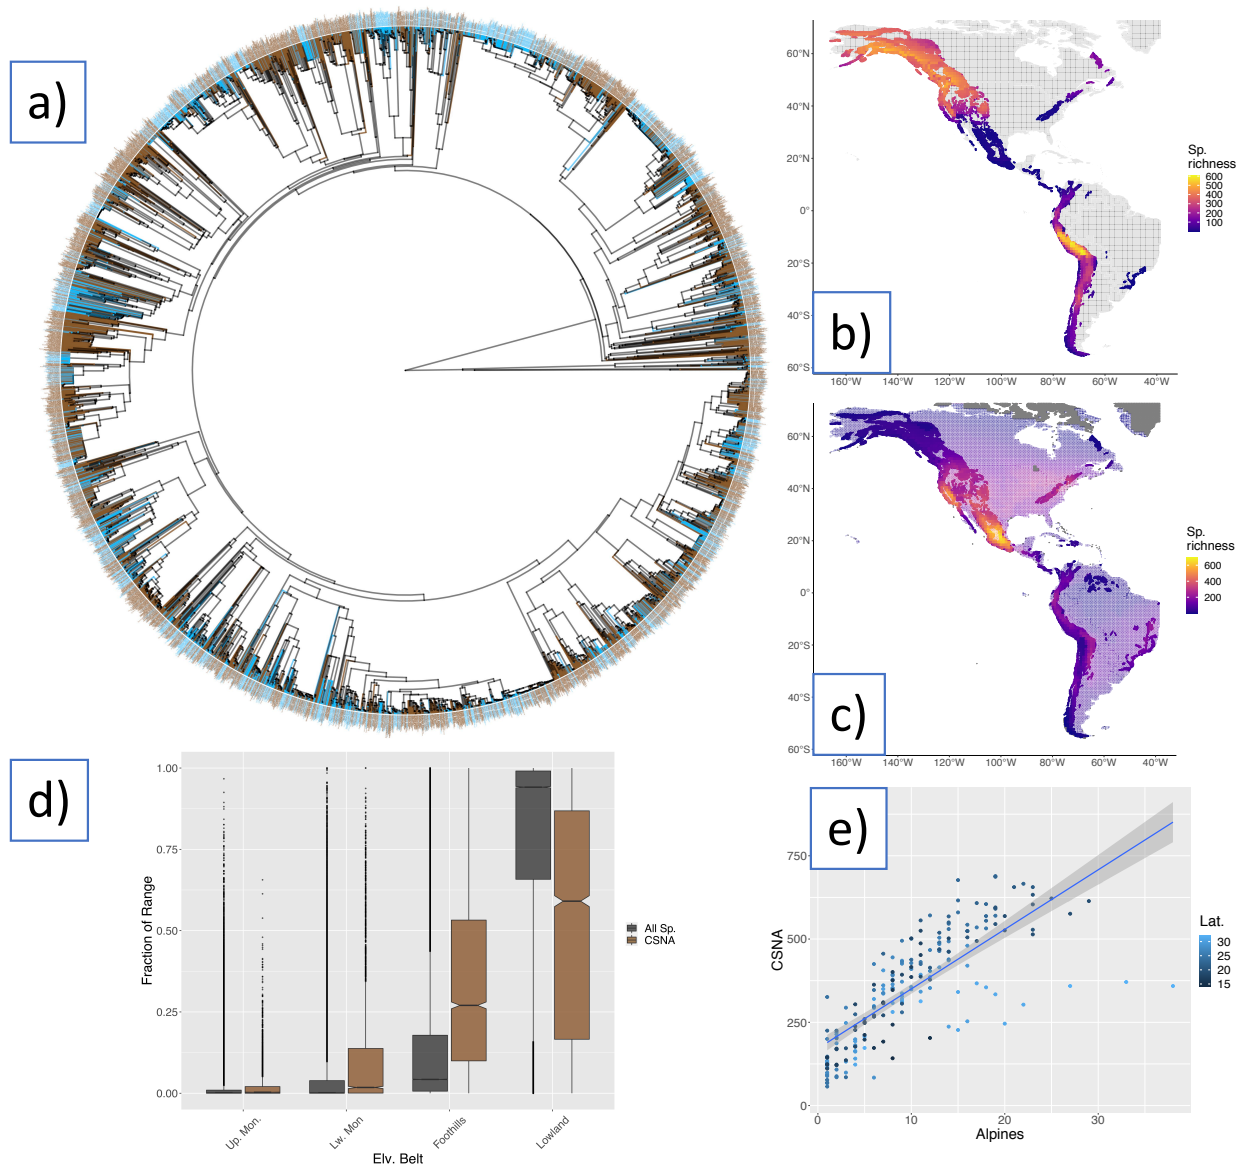 a)
b)
60°N
40°N
20°N
0°
20°S
40°S
60°S
160°W 140°W 120°W 100°W 80°W 60°W 40°W
Sp.
richness
600
500
400
300
200
100
c)
60°N
40°N
20°N
0°
20°S
40°S
60°S
160°W 140°W 120°W 100°W 80°W 60°W 40°W
Sp.
richness
600
400
200
d)
Fraction of Range
1.00
0.75
0.50
0.25
0.00
Up. Mon.
Lw. Mon
Foothills
Lowland
Elv. Belt
All Sp.
CSNA
e)
CSNA
750
500
250
0
0 10 20 30
Alpines
Lat.
30
25
20
15